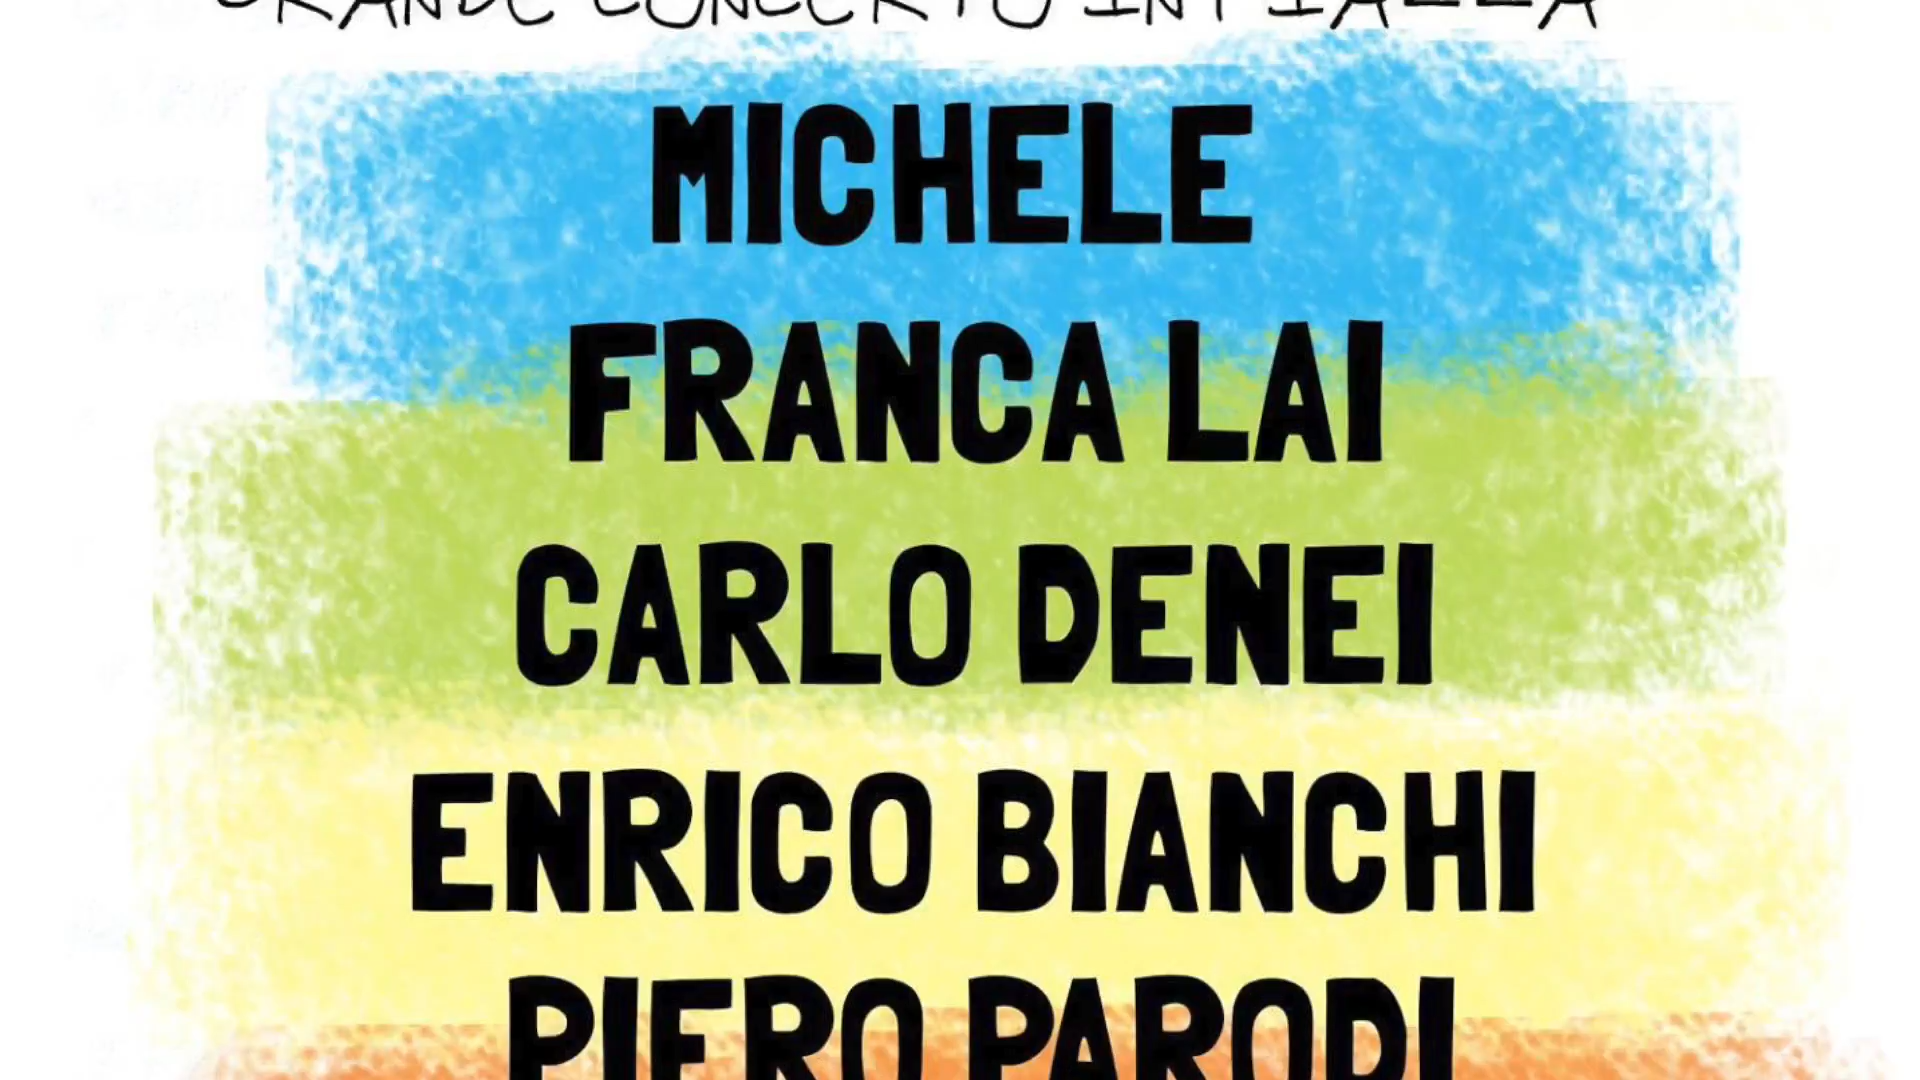 GRANDE CONCERTO IN PIAZZA
MICHELE
FRANCA LAI
CARLO DENEI
ENRICO BIANCHI
PIERO PARODI